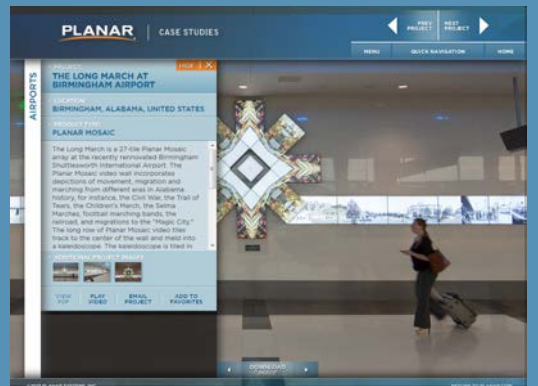 PLANAR
CASE STUDIES
PREV PROJECT
NEXT PROJECT
MENU
QUICK NAVIGATION
HOME
AIRPORTS
HIDE X
PROJECT
THE LONG MARCH AT
BIRMINGHAM AIRPORT
LOCATION
BIRMINGHAM, ALABAMA, UNITED STATES
PRODUCT TYPE
PLANAR MOSAIC
The Long March is a 27-tile Planar Mosaic
array at the recently rennovated Birmingham
Shuttlesworth International Airport. The
Planar Mosaic video wall incorporates
depictions of movement, migration and
marching from different eras in Alabama
history, for instance, the Civil War, the Trail of
Tears, the Children's March, the Selma
Marches, football marching bands, the
railroad, and migrations to the "Magic City."
The long row of Planar Mosaic video tiles
track to the center of the wall and meld into
a kaleidoscope. The kaleidoscope is tiled in
ADDITIONAL PROJECT IMAGES
VIEW PDF
PLAY VIDEO
EMAIL PROJECT
ADD TO FAVORITES
DOWNLOAD